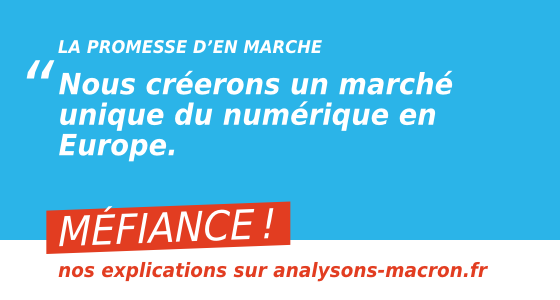 LA PROMESSE D’EN MARCHE
“ Nous créerons un marché
unique du numérique en
Europe.
MÉFIANCE !
nos explications sur analysons-macron.fr